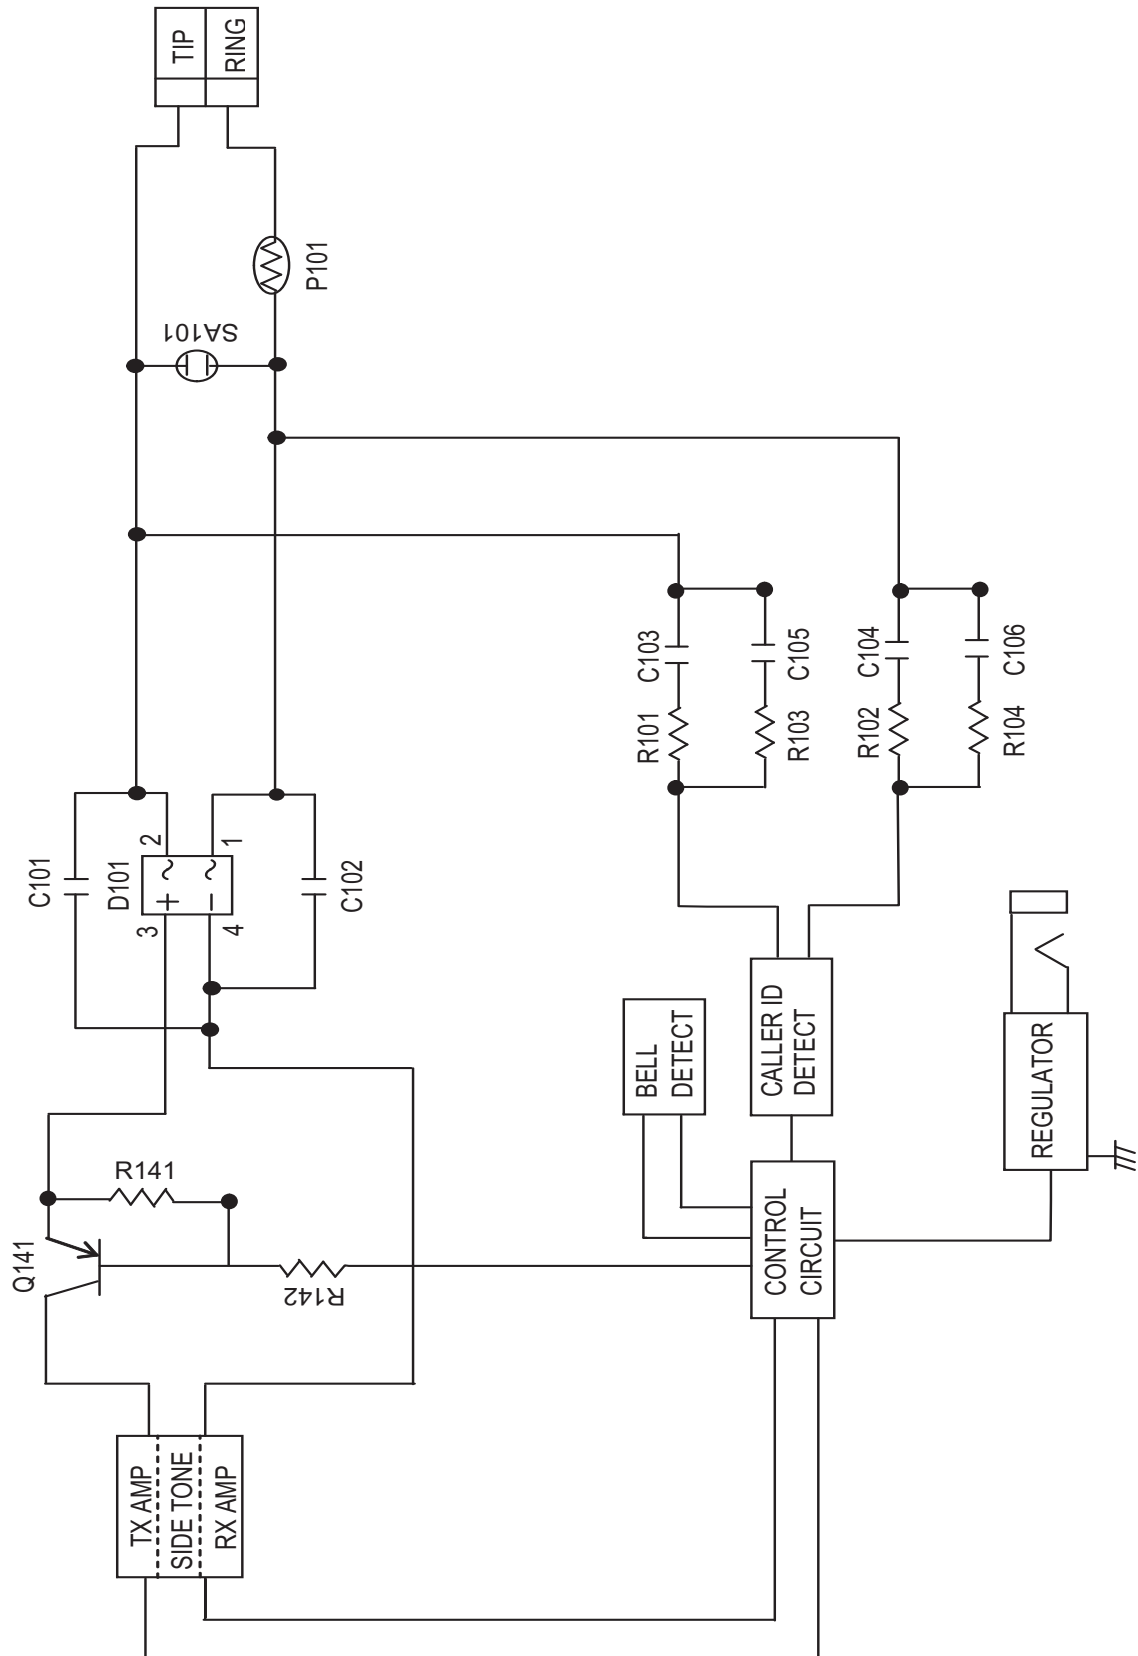 TIP
RING
P101
SA101
C101
D101
2
1
3
4
C102
C103
R101
C105
R103
C104
R102
C106
R104
BELL
DETECT
CALLER ID
DETECT
REGULATOR
CONTROL
CIRCUIT
R141
Q141
R142
TX AMP
SIDE TONE
RX AMP